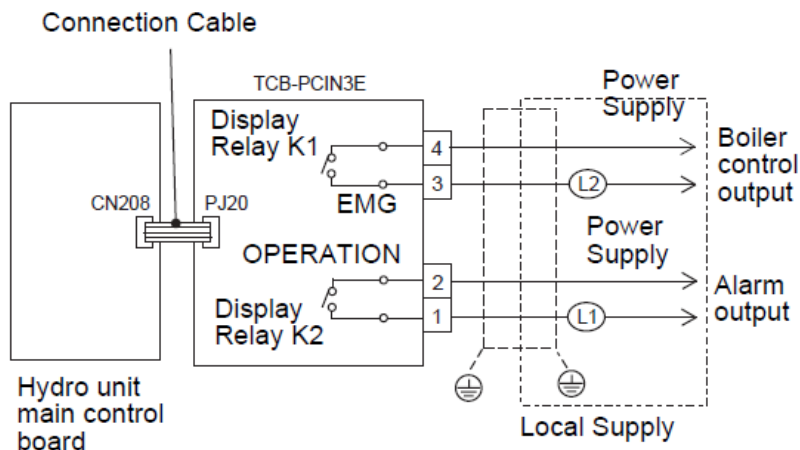 Connection Cable
TCB-PCIN3E
Power
Supply
Display
Relay K1
4
Boiler
control
output
3
L2
EMG
CN208
PJ20
Power
Supply
OPERATION
2
Alarm
output
Display
Relay K2
1
L1
Hydro unit
main control
board
Local Supply